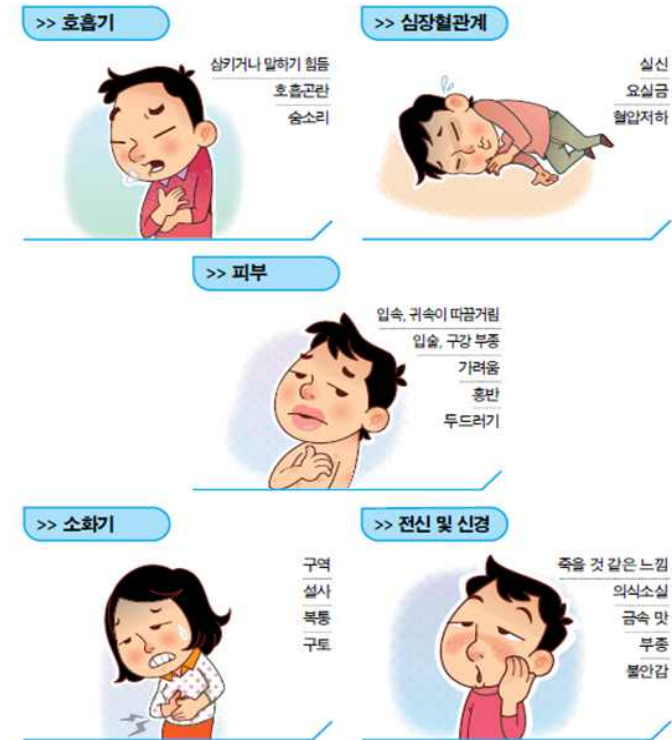 >> 호흡기
삼키거나 말하기 힘듬
호흡곤란
숨소리
>> 심장혈관계
실신
요실금
혈압저하
>> 피부
입속, 귀속이 따끔거림
입술, 구강 부종
가려움
홍반
두드러기
>> 소화기
구역
설사
복통
구토
>> 전신 및 신경
죽을 것 같은 느낌
의식소실
금속 맛
부종
불안감